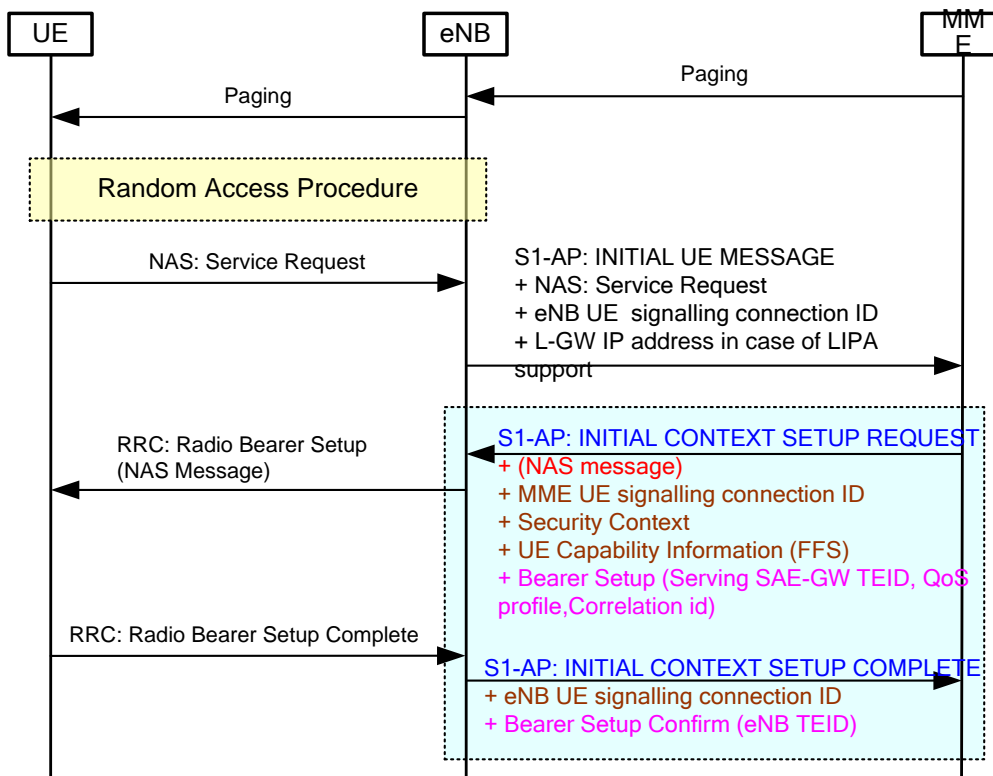 UE
eNB
MM
E
Paging
Paging
Random Access Procedure
NAS: Service Request
S1-AP: INITIAL UE MESSAGE
+ NAS: Service Request
+ eNB UE signalling connection ID
+ L-GW IP address in case of LIPA
support
RRC: Radio Bearer Setup
(NAS Message)
S1-AP: INITIAL CONTEXT SETUP REQUEST
+ (NAS message)
+ MME UE signalling connection ID
+ Security Context
+ UE Capability Information (FFS)
+ Bearer Setup (Serving SAE-GW TEID, QoS
profile,Correlation id)
RRC: Radio Bearer Setup Complete
S1-AP: INITIAL CONTEXT SETUP COMPLETE
+ eNB UE signalling connection ID
+ Bearer Setup Confirm (eNB TEID)